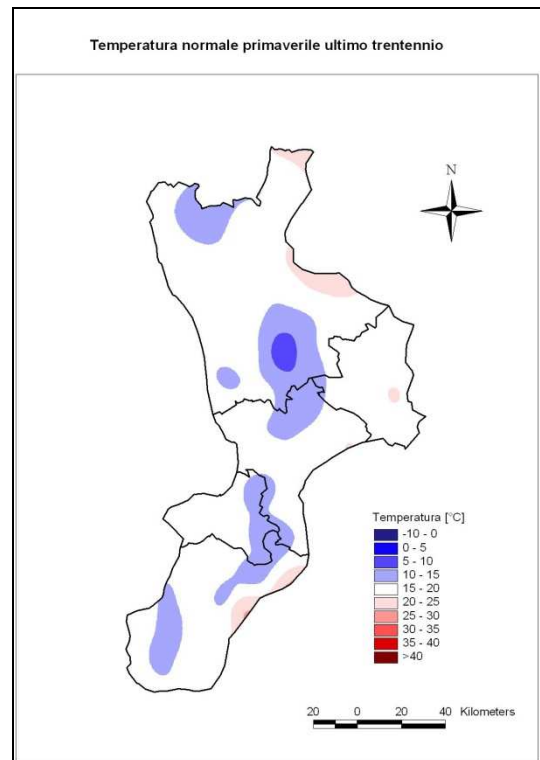 Temperatura normale primaverile ultimo trentennio
N
Temperatura [°C]
-10 - 0
0 - 5
5 - 10
10 - 15
15 - 20
20 - 25
25 - 30
30 - 35
35 - 40
>40
20 0 20 40 Kilometers